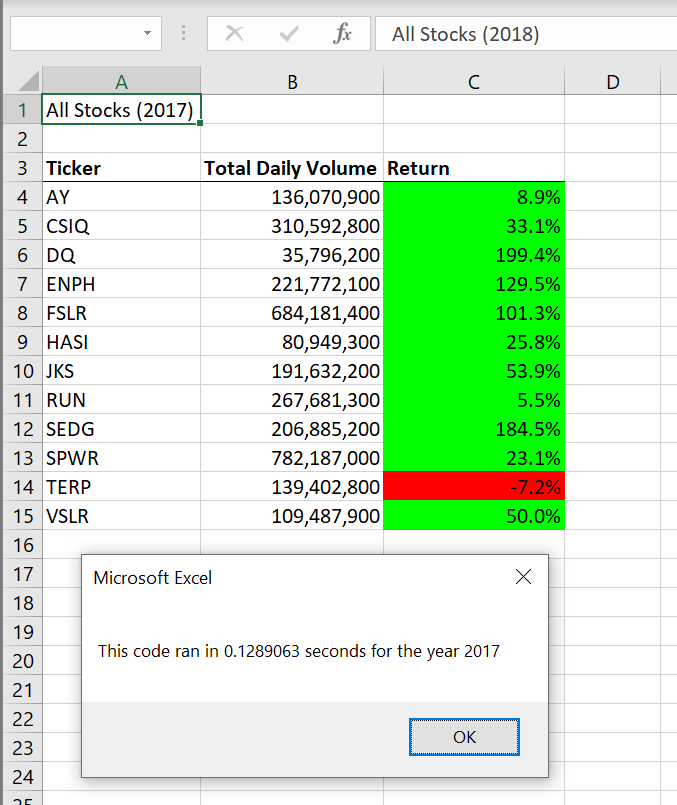 fx All Stocks (2018)
A B C D
1 All Stocks (2017)
2
3 Ticker Total Daily Volume Return
4 AY 136,070,900 8.9%
5 CSIQ 310,592,800 33.1%
6 DQ 35,796,200 199.4%
7 ENPH 221,772,100 129.5%
8 FSLR 684,181,400 101.3%
9 HASI 80,949,300 25.8%
10 JKS 191,632,200 53.9%
11 RUN 267,681,300 5.5%
12 SEDG 206,885,200 184.5%
13 SPWR 782,187,000 23.1%
14 TERP 139,402,800 -7.2%
15 VSLR 109,487,900 50.0%
16
17
18
19
20
21
22
23
24
25
Microsoft Excel
This code ran in 0.1289063 seconds for the year 2017
OK